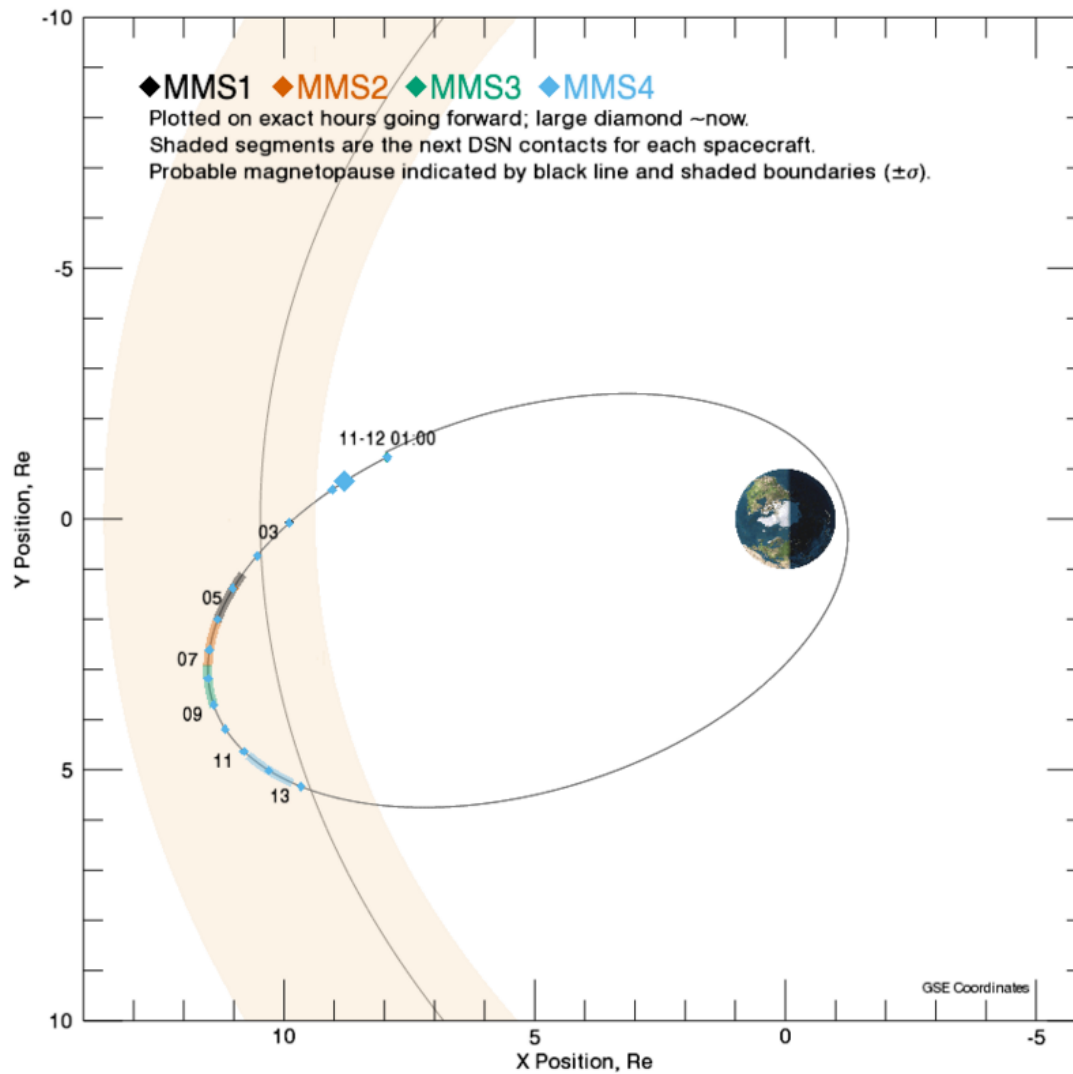 -10
MMS1 MMS2 MMS3 MMS4
Plotted on exact hours going forward; large diamond ~now.
Shaded segments are the next DSN contacts for each spacecraft.
Probable magnetopause indicated by black line and shaded boundaries (±σ).
-5
11-12 01:00
Y Position, Re
0
03
05
07
09
11
5
13
GSE Coordinates
10
10 5 0 -5
X Position, Re